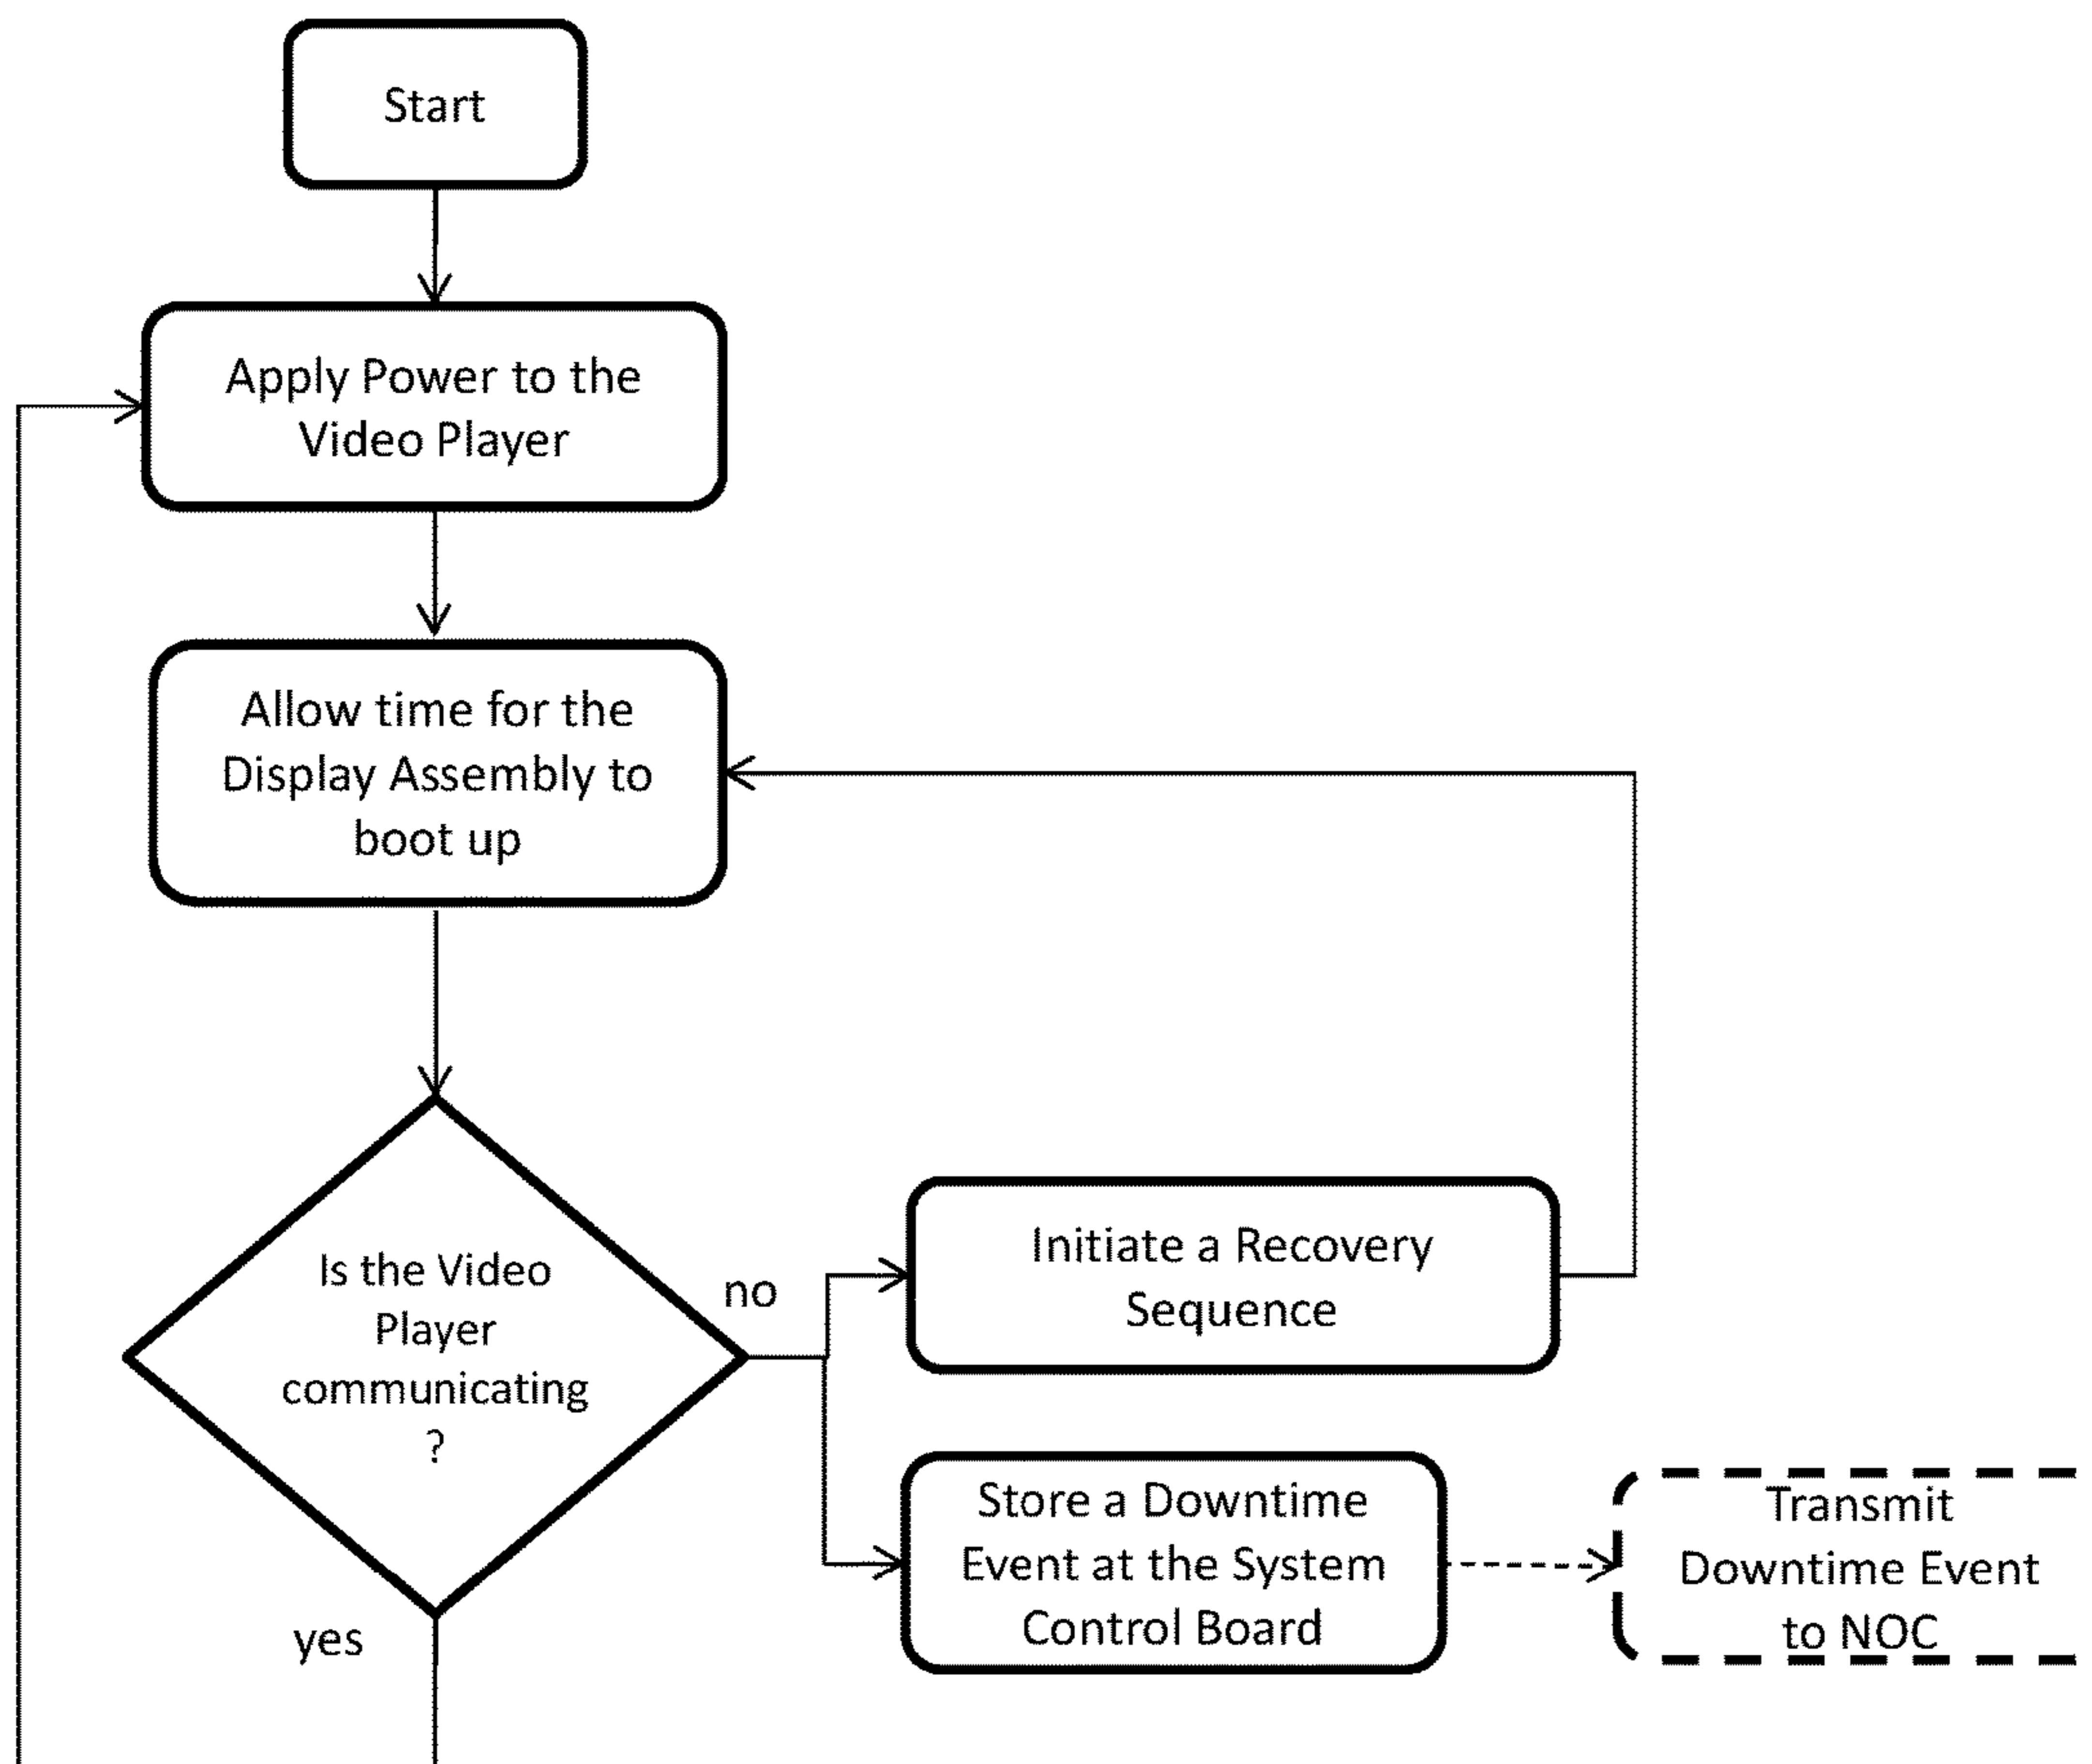 Start
Apply Power to the
Video Player
Allow time for the
Display Assembly to
boot up
Is the Video
Player
communicating
?
no
yes
Initiate a Recovery
Sequence
Store a Downtime
Event at the System
Control Board
Transmit
Downtime Event
to NOC